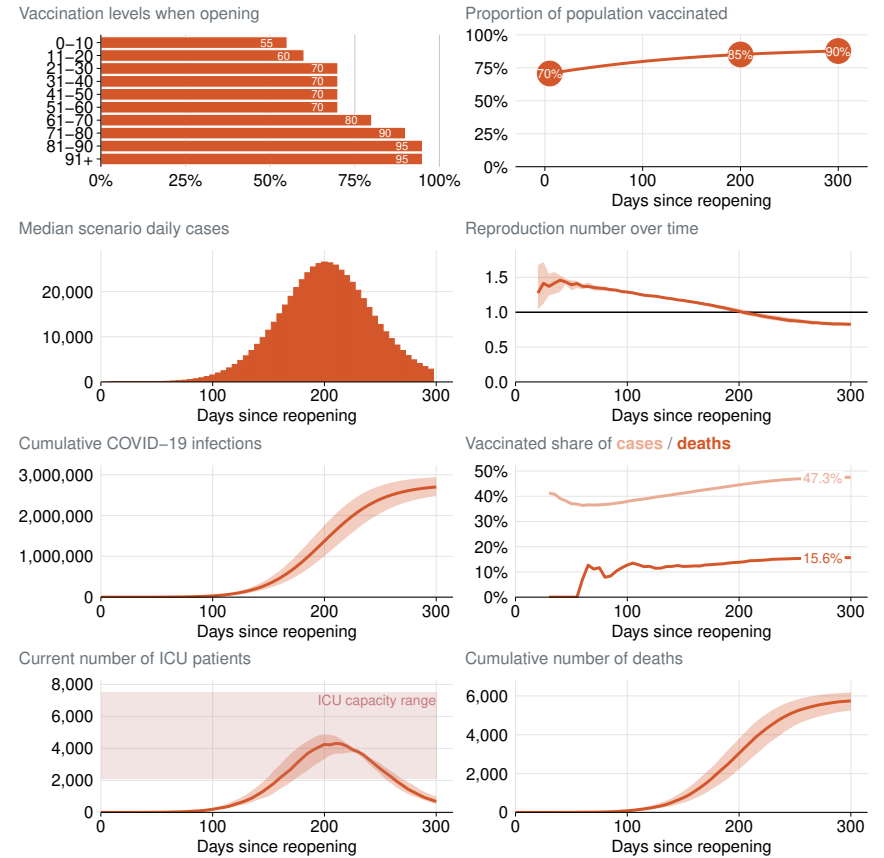 Vaccination levels when opening
0−10
11−20
21−30
31−40
41−50
51−60
61−70
71−80
81−90
91+
55
60
70
70
70
70
80
90
95
95
0% 25% 50% 75% 100%
Proportion of population vaccinated
100%
75%
50%
25%
0%
70%
85%
90%
0 100 200 300
Days since reopening
Median scenario daily cases
20,000
10,000
0
0 100 200 300
Days since reopening
Reproduction number over time
1.5
1.0
0.5
0.0
0 100 200 300
Days since reopening
Cumulative COVID−19 infections
3,000,000
2,000,000
1,000,000
0
0 100 200 300
Days since reopening
Vaccinated share of cases / deaths
50%
40%
30%
20%
10%
0%
47.3%
15.6%
0 100 200 300
Days since reopening
Current number of ICU patients
8,000
6,000
4,000
2,000
0
ICU capacity range
0 100 200 300
Days since reopening
Cumulative number of deaths
6,000
4,000
2,000
0
0 100 200 300
Days since reopening